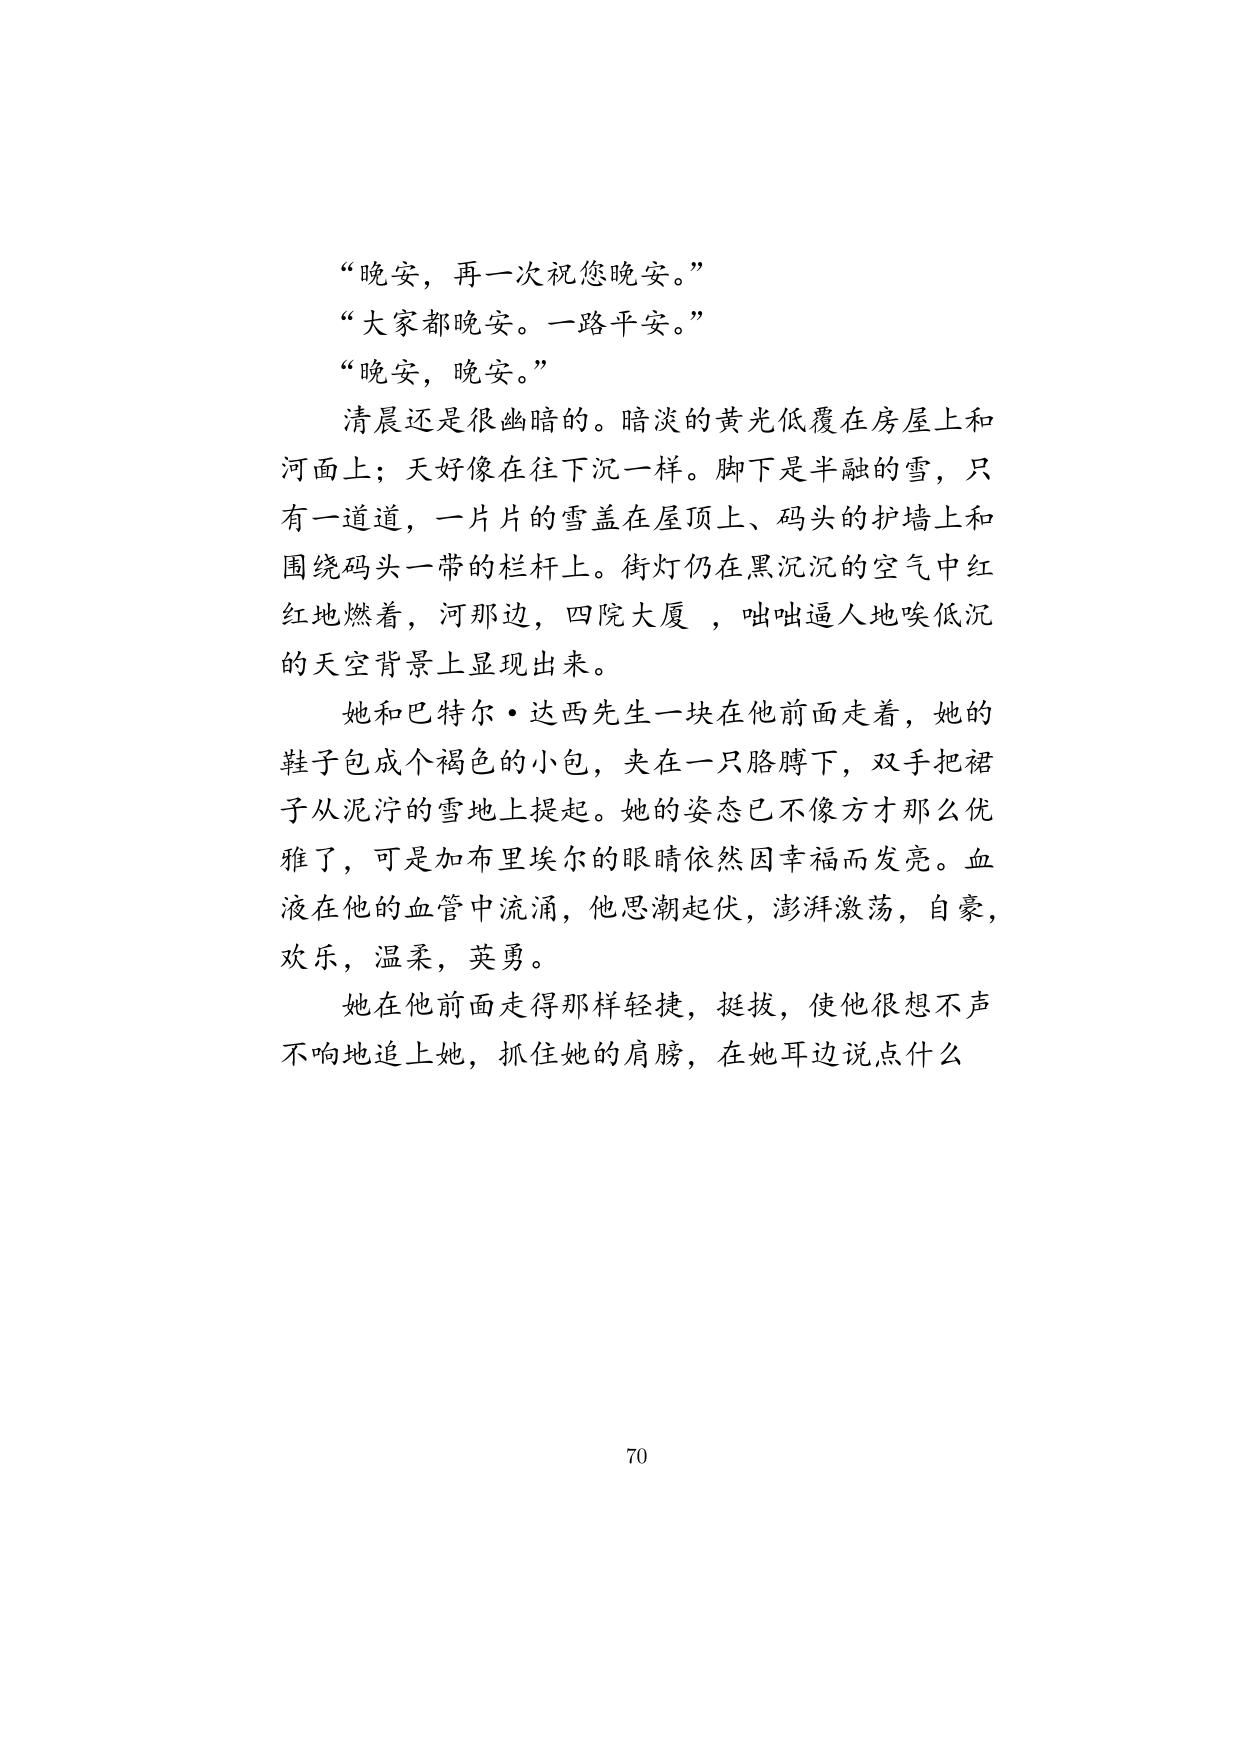 “晚安，再一次祝您晚安。”
“大家都晚安。一路平安。”
“晚安，晚安。”
清晨还是很幽暗的。暗淡的黄光低覆在房屋上和
河面上；天好像在往下沉一样。脚下是半融的雪，只
有一道道，一片片的雪盖在屋顶上、码头的护墙上和
围绕码头一带的栏杆上。街灯仍在黑沉沉的空气中红
红地燃着，河那边，四院大厦 ，咄咄逼人地唉低沉
的天空背景上显现出来。
她和巴特尔·达西先生一块在他前面走着，她的
鞋子包成个褐色的小包，夹在一只胳膊下，双手把裙
子从泥泞的雪地上提起。她的姿态已不像方才那么优
雅了，可是加布里埃尔的眼睛依然因幸福而发亮。血
液在他的血管中流涌，他思潮起伏，澎湃激荡，自豪，
欢乐，温柔，英勇。
她在他前面走得那样轻捷，挺拔，使他很想不声
不响地追上她，抓住她的肩膀，在她耳边说点什么
70